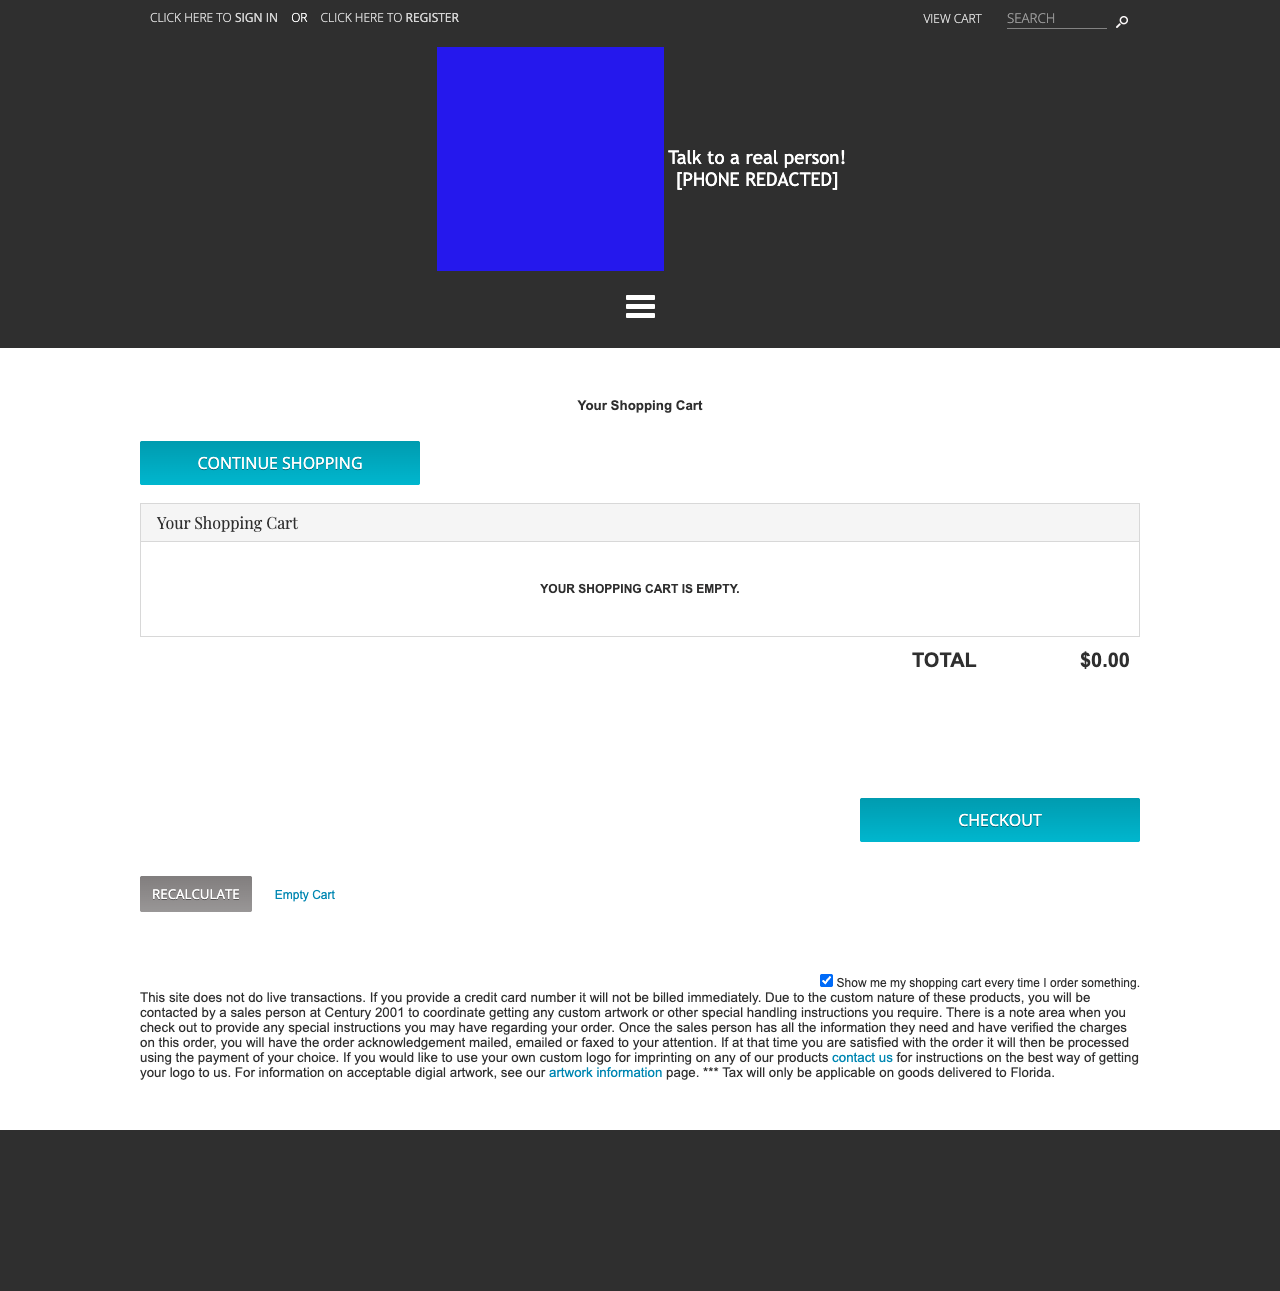 CLICK HERE TO SIGN IN OR CLICK HERE TO REGISTER VIEW CART SEARCH
Talk to a real person!
[PHONE REDACTED]
Your Shopping Cart
CONTINUE SHOPPING
Your Shopping Cart
YOUR SHOPPING CART IS EMPTY.
TOTAL $0.00
CHECKOUT
RECALCULATE Empty Cart
Show me my shopping cart every time I order something.
This site does not do live transactions. If you provide a credit card number it will not be billed immediately. Due to the custom nature of these products, you will be
contacted by a sales person at Century 2001 to coordinate getting any custom artwork or other special handling instructions you require. There is a note area when you
check out to provide any special instructions you may have regarding your order. Once the sales person has all the information they need and have verified the charges
on this order, you will have the order acknowledgement mailed, emailed or faxed to your attention. If at that time you are satisfied with the order it will then be processed
using the payment of your choice. If you would like to use your own custom logo for imprinting on any of our products contact us for instructions on the best way of getting
your logo to us. For information on acceptable digial artwork, see our artwork information page. *** Tax will only be applicable on goods delivered to Florida.